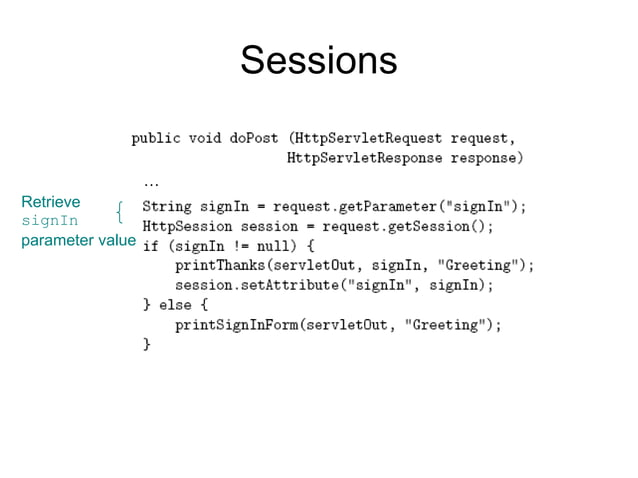 Sessions
public void doPost (HttpServletRequest request,
HttpServletResponse response)
…
Retrieve
signIn
parameter value
{
String signIn = request.getParameter("signIn");
HttpSession session = request.getSession();
if (signIn != null) {
printThanks(servletOut, signIn, "Greeting");
session.setAttribute("signIn", signIn);
} else {
printSignInForm(servletOut, "Greeting");
}